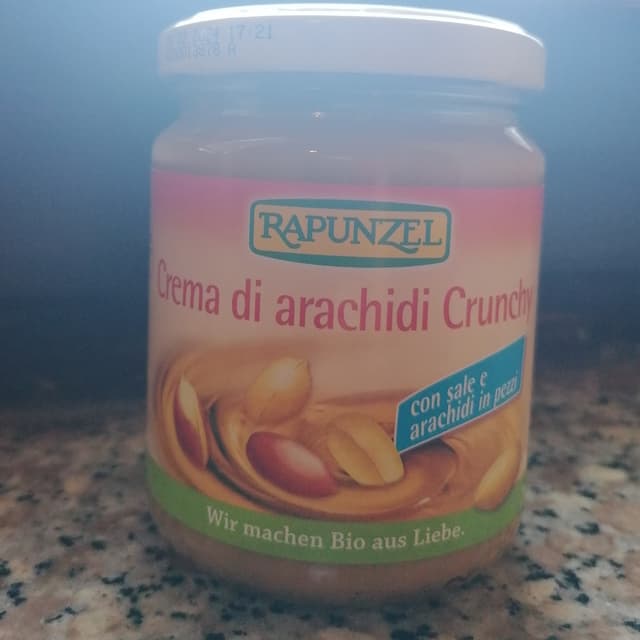 RAPUNZEL
Crema di arachidi Crunchy
con sale e
arachidi in pezzi
Wir machen Bio aus Liebe.